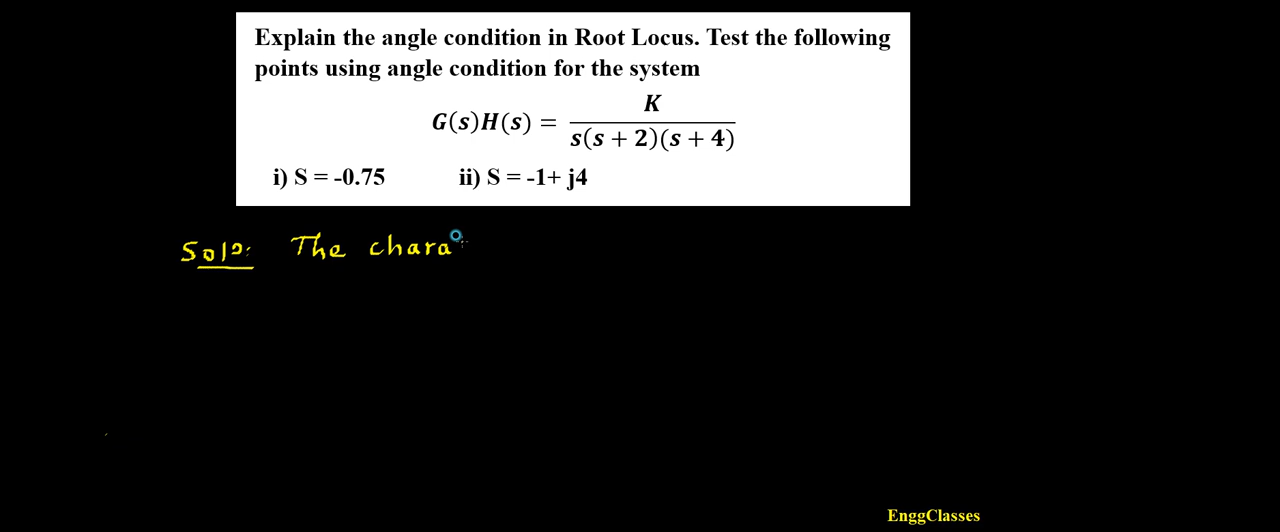 Explain the angle condition in Root Locus. Test the following
points using angle condition for the system
G(s)H(s) = K / s(s + 2)(s + 4)
i) S = -0.75 ii) S = -1+ j4
Soln: The chara
EnggClasses